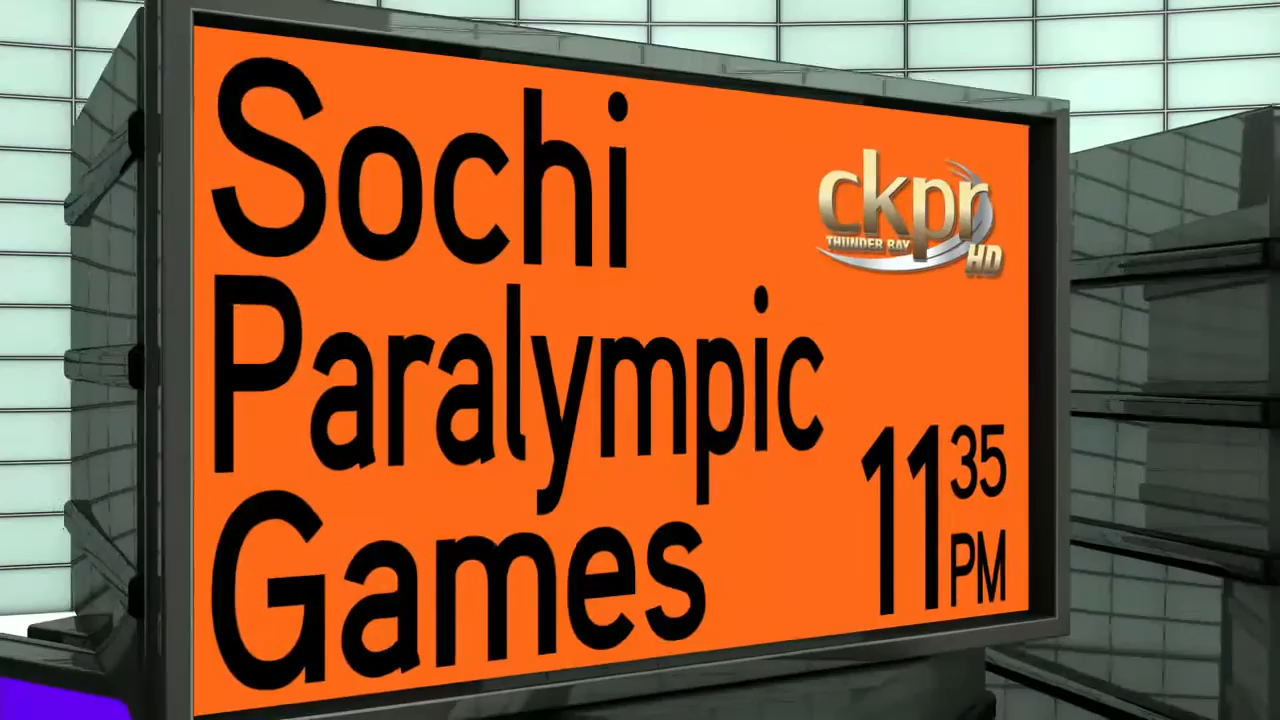 Sochi
Paralympic
Games
ckpr
THUNDER BAY
HD
11 35
PM